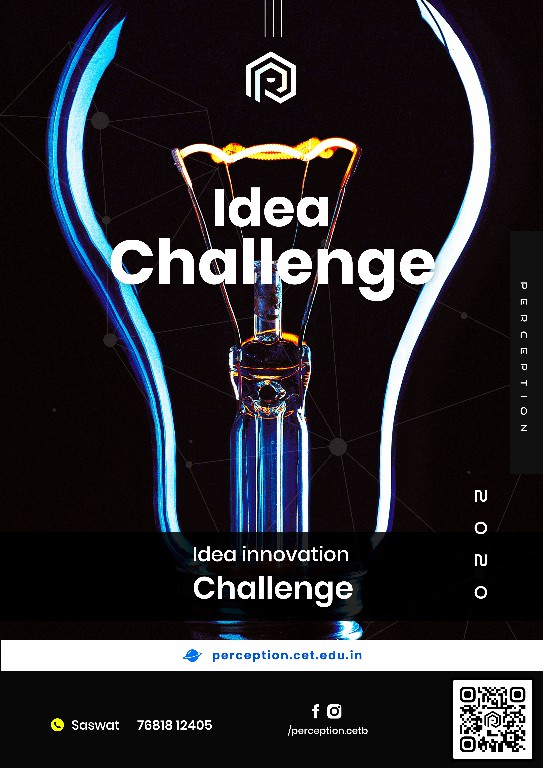 Idea
Challenge
PERCEPTION
2020
Idea innovation
Challenge
perception.cet.edu.in
Saswat 76818 12405
/perception.cetb